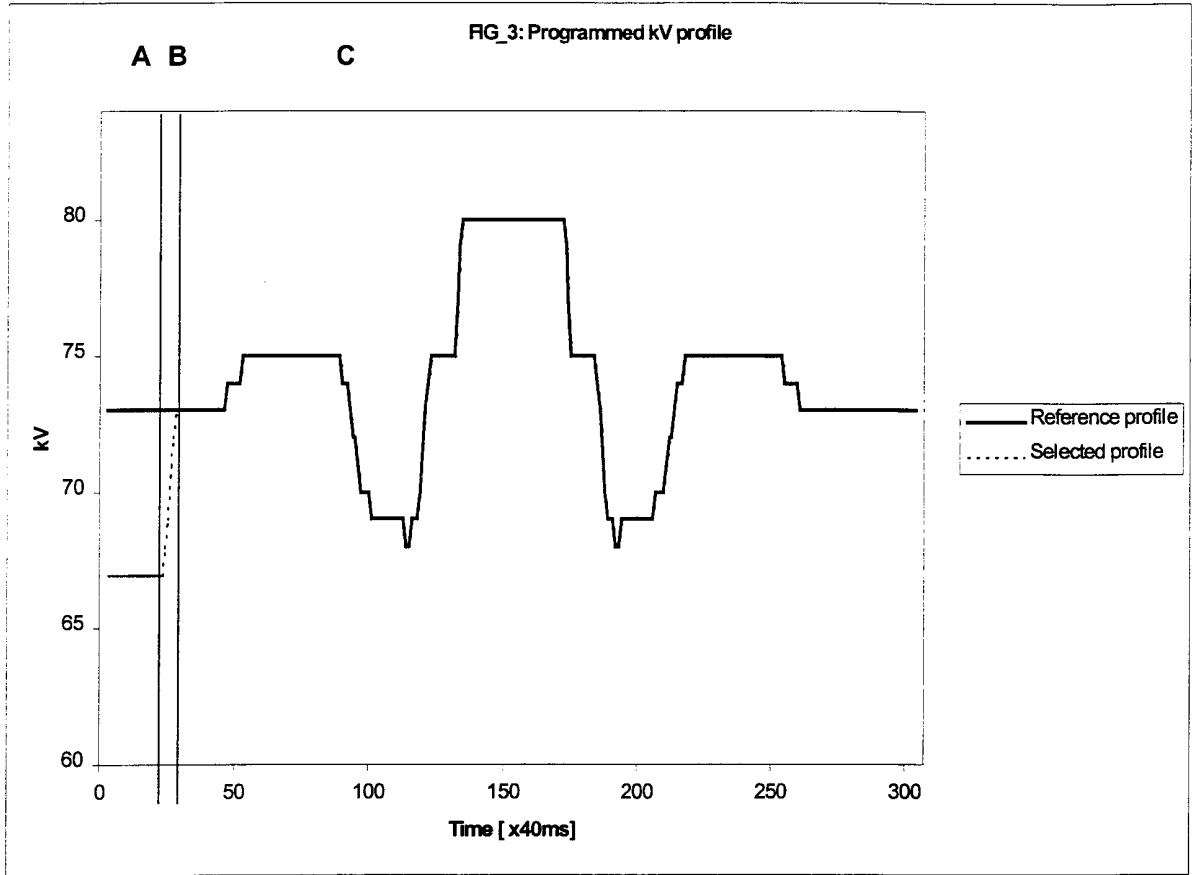 FIG_3: Programmed kV profile
A B C
80
75
70
65
60
kV
0 50 100 150 200 250 300
Time [ x40ms]
Reference profile
Selected profile